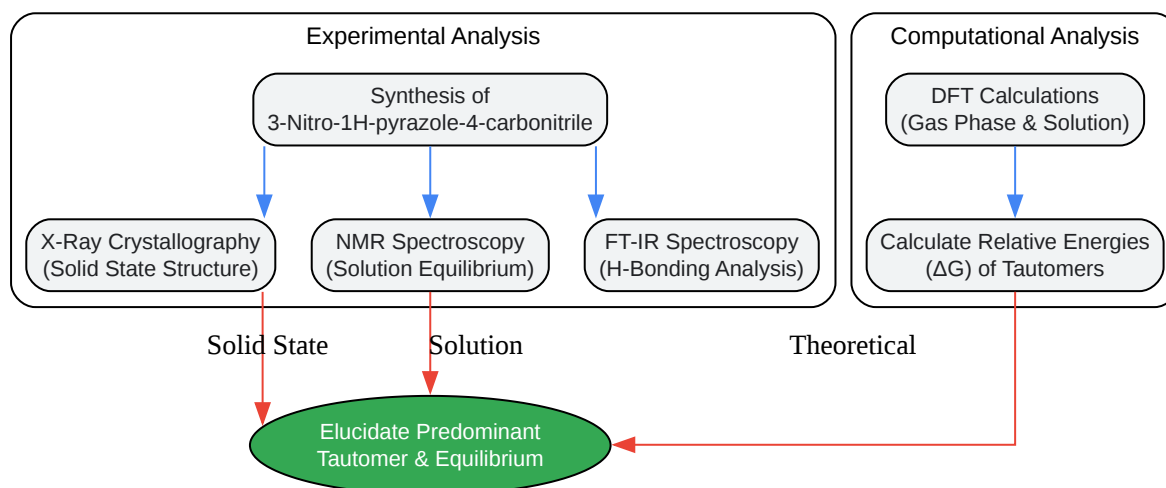 Experimental Analysis
Computational Analysis
Synthesis of
3-Nitro-1H-pyrazole-4-carbonitrile
DFT Calculations
(Gas Phase & Solution)
X-Ray Crystallography
(Solid State Structure)
NMR Spectroscopy
(Solution Equilibrium)
FT-IR Spectroscopy
(H-Bonding Analysis)
Calculate Relative Energies
(ΔG) of Tautomers
Solid State
Solution
Theoretical
Elucidate Predominant
Tautomer & Equilibrium